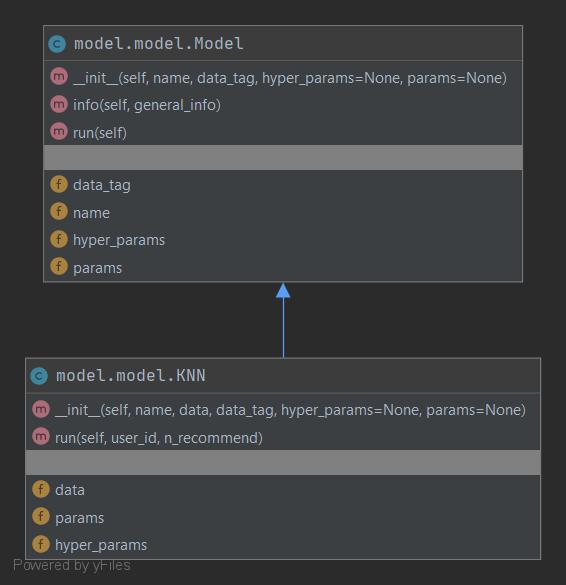 c model.model.Model
m __init__(self, name, data_tag, hyper_params=None, params=None)
m info(self, general_info)
m run(self)
f data_tag
f name
f hyper_params
f params
c model.model.KNN
m __init__(self, name, data, data_tag, hyper_params=None, params=None)
m run(self, user_id, n_recommend)
f data
f params
f hyper_params
Powered by yFiles